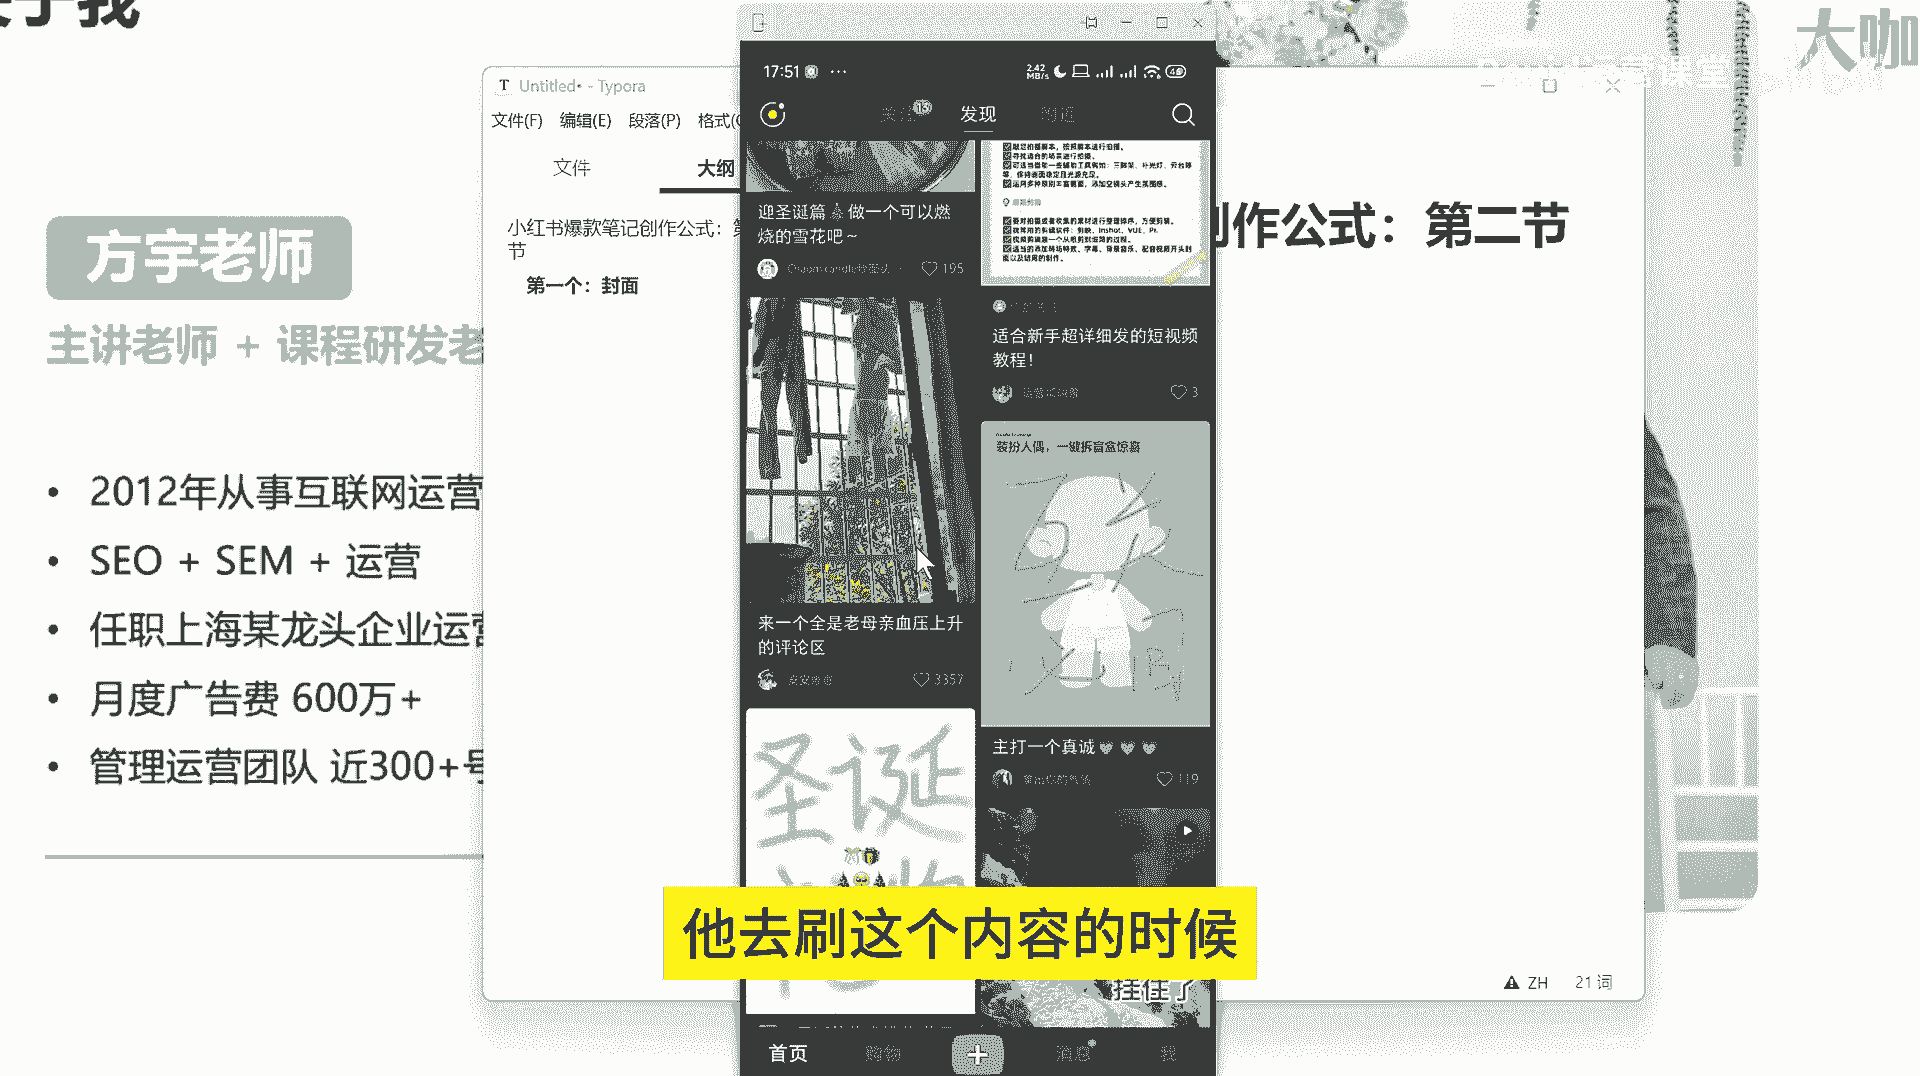 关于我
方宇老师
主讲老师 + 课程研发老
• 2012年从事互联网运营
• SEO + SEM + 运营
• 任职上海某龙头企业运营
• 月度广告费 600万+
• 管理运营团队 近300+号
大咖
Untitled• - Typora
文件(F) 编辑(E) 段落(P) 格式(O
文件
大纲
小红书爆款笔记创作公式：第
节
第一个：封面
创作公式：第二节
ZH
21 词
17:51
2.42
MB/s
关注
13
发现
附近
迎圣诞篇🎄做一个可以燃
烧的雪花吧～
195
来一个全是老母亲血压上升
的评论区
3357
圣诞
适合新手超详细发的短视频
教程！
3
装扮人偶，一键拆盲盒惊喜
主打一个真诚
119
挂住了
他去刷这个内容的时候
首页
购物
消息
我